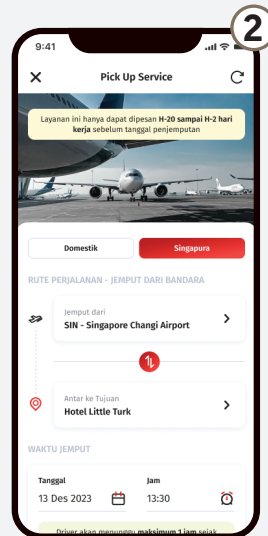 2
9:41
Pick Up Service
Layanan ini hanya dapat dipesan H-20 sampai H-2 hari
kerja sebelum tanggal penjemputan
Domestik
Singapura
RUTE PERJALANAN - JEMPUT DARI BANDARA
Jemput dari
SIN - Singapore Changi Airport
Antar ke Tujuan
Hotel Little Turk
WAKTU JEMPUT
Tanggal
Jam
13 Des 2023
13:30
Driver akan menunggu maksimum 1 jam sejak